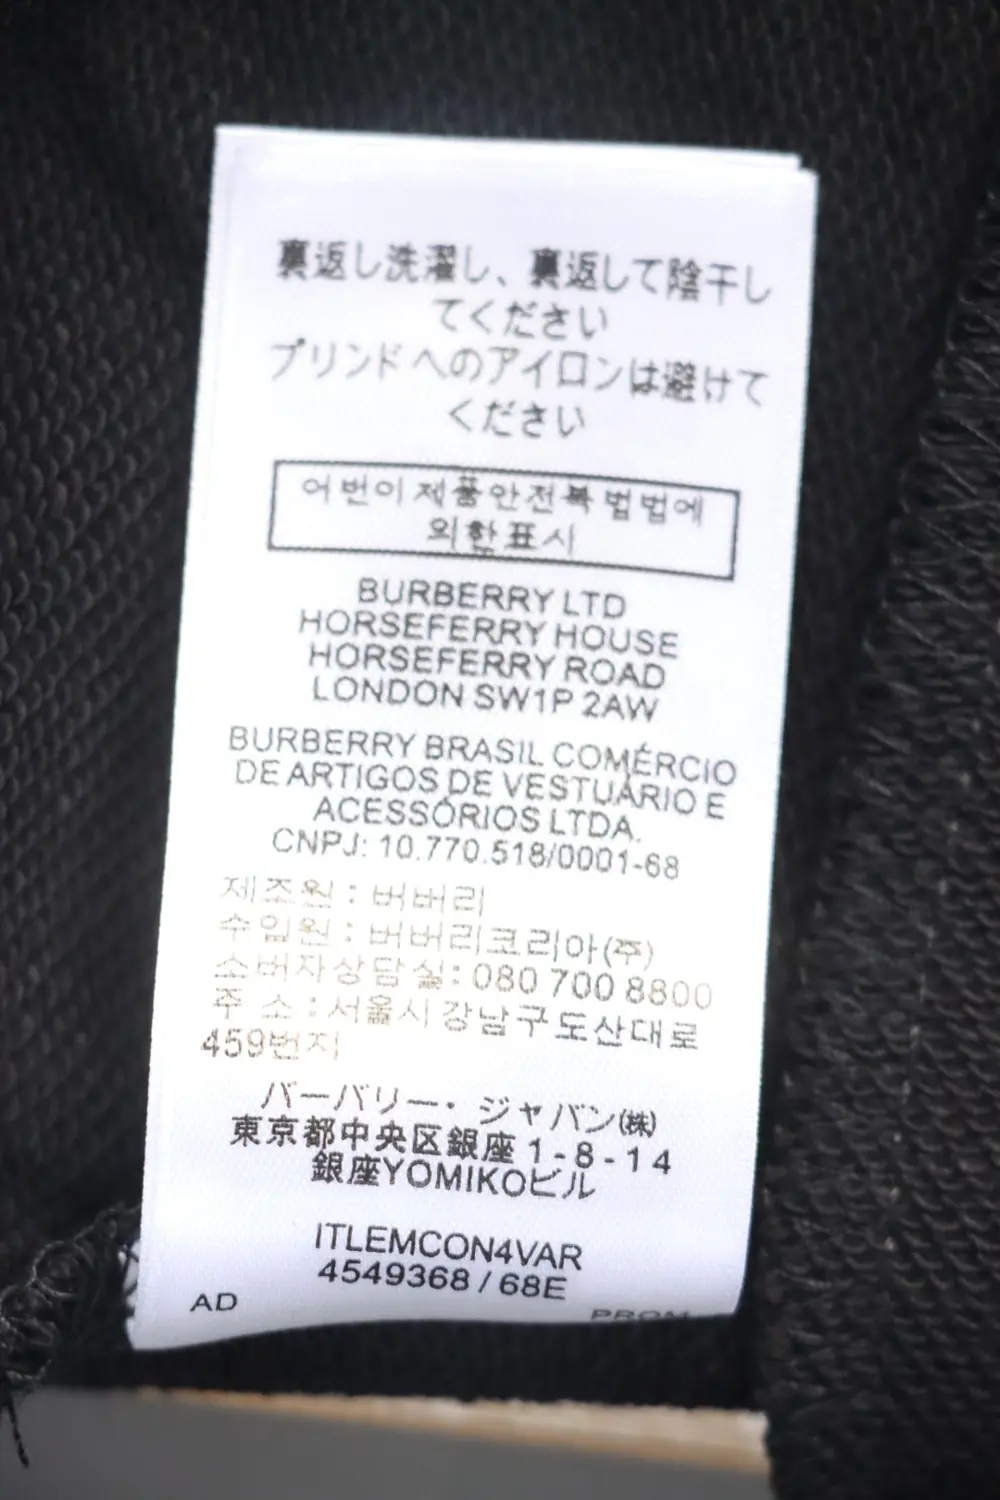 裏返し洗濯し、裏返して陰干し
てください
プリンドへのアイロンは避けて
ください
어번이제품안전복법법에
의한표시
BURBERRY LTD
HORSEFERRY HOUSE
HORSEFERRY ROAD
LONDON SW1P 2AW
BURBERRY BRASIL COMÉRCIO
DE ARTIGOS DE VESTUÁRIO E
ACESSÓRIOS LTDA.
CNPJ: 10.770.518/0001-68
제조원 : 버버리
수입원 : 버버리코리아(주)
소버자상담실: 080 700 8800
주 소 : 서울시 강남구 도산대로
459번지
バーバリー・ジャパン(株)
東京都中央区銀座 1 - 8 - 1 4
銀座YOMIKOビル
ITLEMCON4VAR
4549368 / 68E
AD